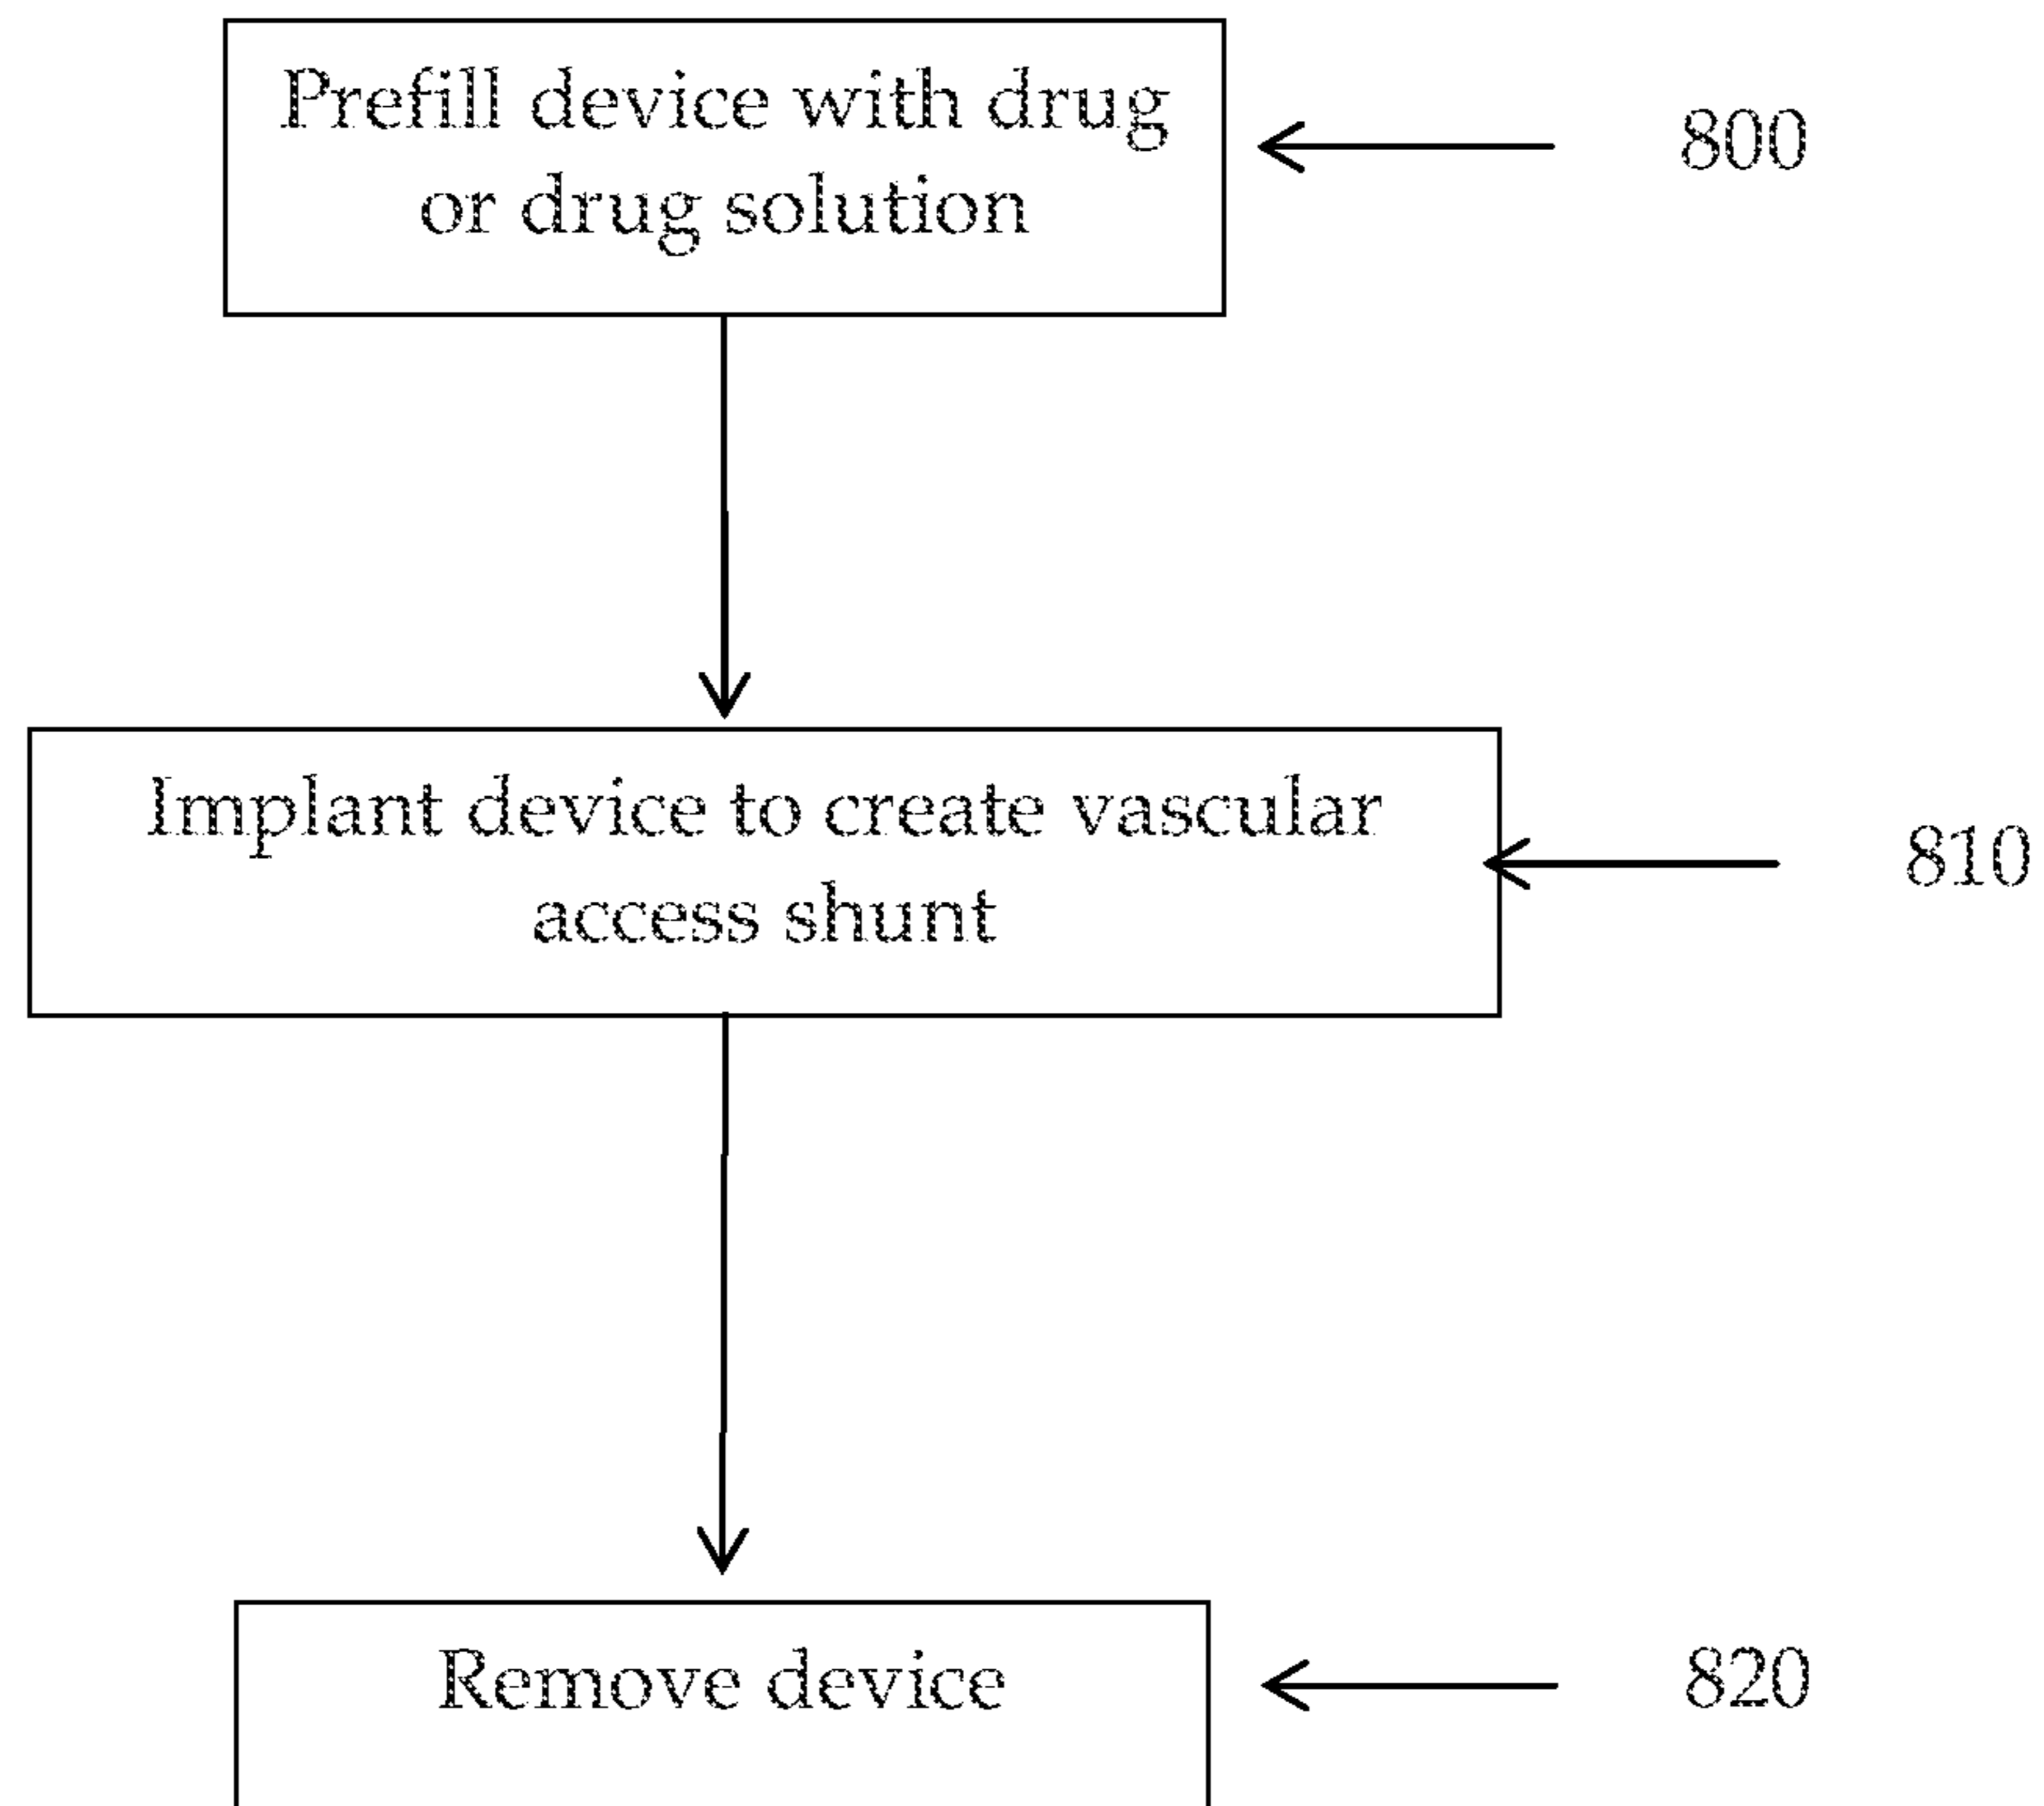 Prefill device with drug
or drug solution
800
Implant device to create vascular
access shunt
810
Remove device
820